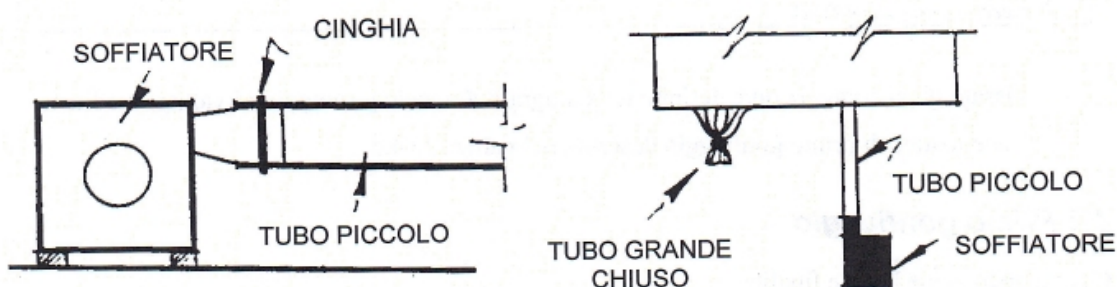 CINGHIA
SOFFIATORE
TUBO PICCOLO
TUBO PICCOLO
TUBO GRANDE
CHIUSO
SOFFIATORE